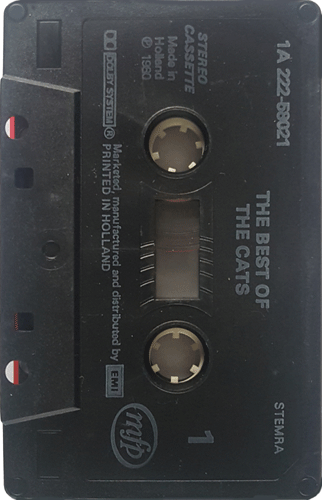 1A 222-58021
STEREO
CASSETTE
Made in
Holland
℗ 1980
THE BEST OF
THE CATS
STEMRA
1
DOLBY SYSTEM ®
Marketed, manufactured and distributed by EMI
PRINTED IN HOLLAND
mfp